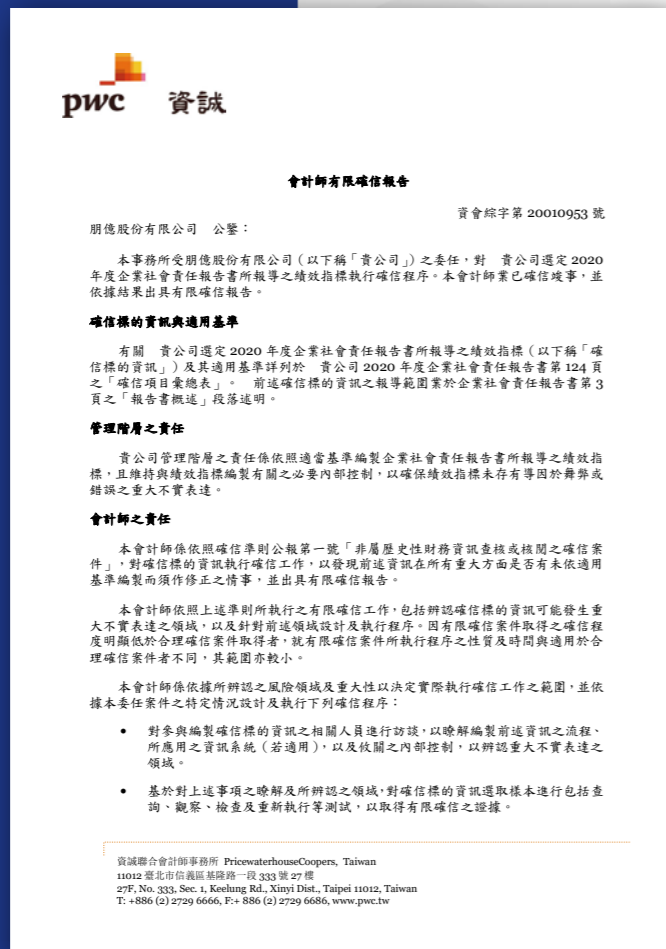 pwc 資誠
會計師有限確信報告
資會綜字第 20010953 號
朋億股份有限公司　公鑒：
本事務所受朋億股份有限公司（以下稱「貴公司」）之委任，對　貴公司選定 2020
年度企業社會責任報告書所報導之績效指標執行確信程序。本會計師業已確信竣事，並
依據結果出具有限確信報告。
確信標的資訊與適用基準
有關　貴公司選定 2020 年度企業社會責任報告書所報導之績效指標（以下稱「確
信標的資訊」）及其適用基準詳列於　貴公司 2020 年度企業社會責任報告書第 124 頁
之「確信項目彙總表」。　前述確信標的資訊之報導範圍業於企業社會責任報告書第 3
頁之「報告書概述」段落述明。
管理階層之責任
貴公司管理階層之責任係依照適當基準編製企業社會責任報告書所報導之績效指
標，且維持與績效指標編製有關之必要內部控制，以確保績效指標未存有導因於舞弊或
錯誤之重大不實表達。
會計師之責任
本會計師係依照確信準則公報第一號「非屬歷史性財務資訊查核或核閱之確信案
件」，對確信標的資訊執行確信工作，以發現前述資訊在所有重大方面是否有未依適用
基準編製而須作修正之情事，並出具有限確信報告。
本會計師依照上述準則所執行之有限確信工作，包括辨認確信標的資訊可能發生重
大不實表達之領域，以及針對前述領域設計及執行程序。因有限確信案件取得之確信程
度明顯低於合理確信案件取得者，就有限確信案件所執行程序之性質及時間與適用於合
理確信案件者不同，其範圍亦較小。
本會計師係依據所辨認之風險領域及重大性以決定實際執行確信工作之範圍，並依
據本委任案件之特定情況設計及執行下列確信程序：
• 對參與編製確信標的資訊之相關人員進行訪談，以瞭解編製前述資訊之流程、
所應用之資訊系統（若適用），以及攸關之內部控制，以辨認重大不實表達之
領域。
• 基於對上述事項之瞭解及所辨認之領域，對確信標的資訊選取樣本進行包括查
詢、觀察、檢查及重新執行等測試，以取得有限確信之證據。
資誠聯合會計師事務所 PricewaterhouseCoopers, Taiwan
11012 臺北市信義區基隆路一段 333 號 27 樓
27F, No. 333, Sec. 1, Keelung Rd., Xinyi Dist., Taipei 11012, Taiwan
T: +886 (2) 2729 6666, F:+ 886 (2) 2729 6686, www.pwc.tw